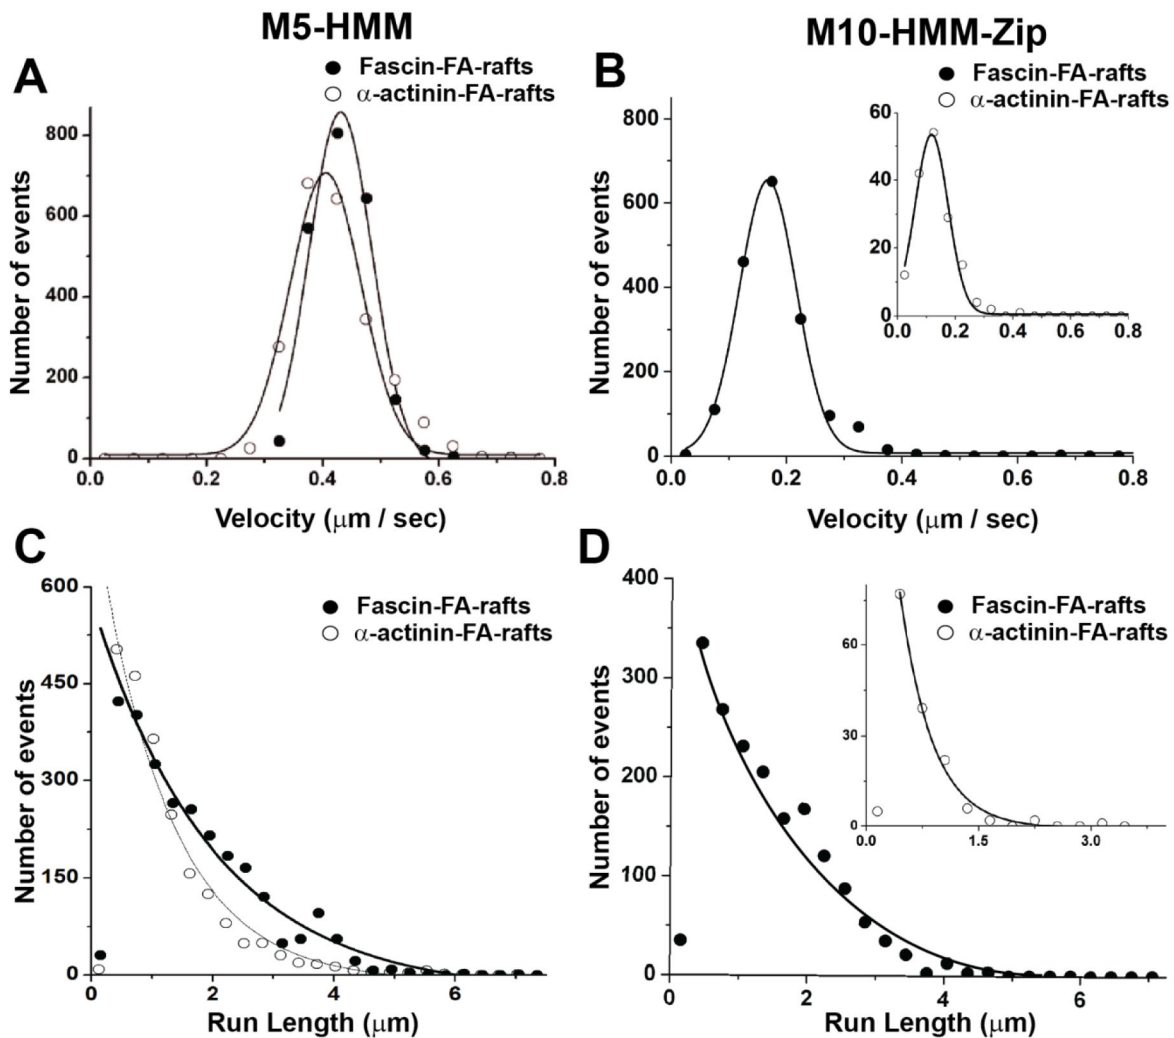 M5-HMM
M10-HMM-Zip
A
Fascin-FA-rafts
α-actinin-FA-rafts
Number of events
800
600
400
200
0
0.0 0.2 0.4 0.6 0.8
Velocity (μm / sec)
B
Fascin-FA-rafts
α-actinin-FA-rafts
Number of events
800
600
400
200
0
0.0 0.2 0.4 0.6 0.8
Velocity (μm / sec)
60
40
20
0
0.0 0.2 0.4 0.6 0.8
C
Fascin-FA-rafts
α-actinin-FA-rafts
Number of events
600
450
300
150
0
0 2 4 6
Run Length (μm)
D
Fascin-FA-rafts
α-actinin-FA-rafts
Number of events
400
300
200
100
0
0 2 4 6
Run Length (μm)
60
30
0
0.0 1.5 3.0